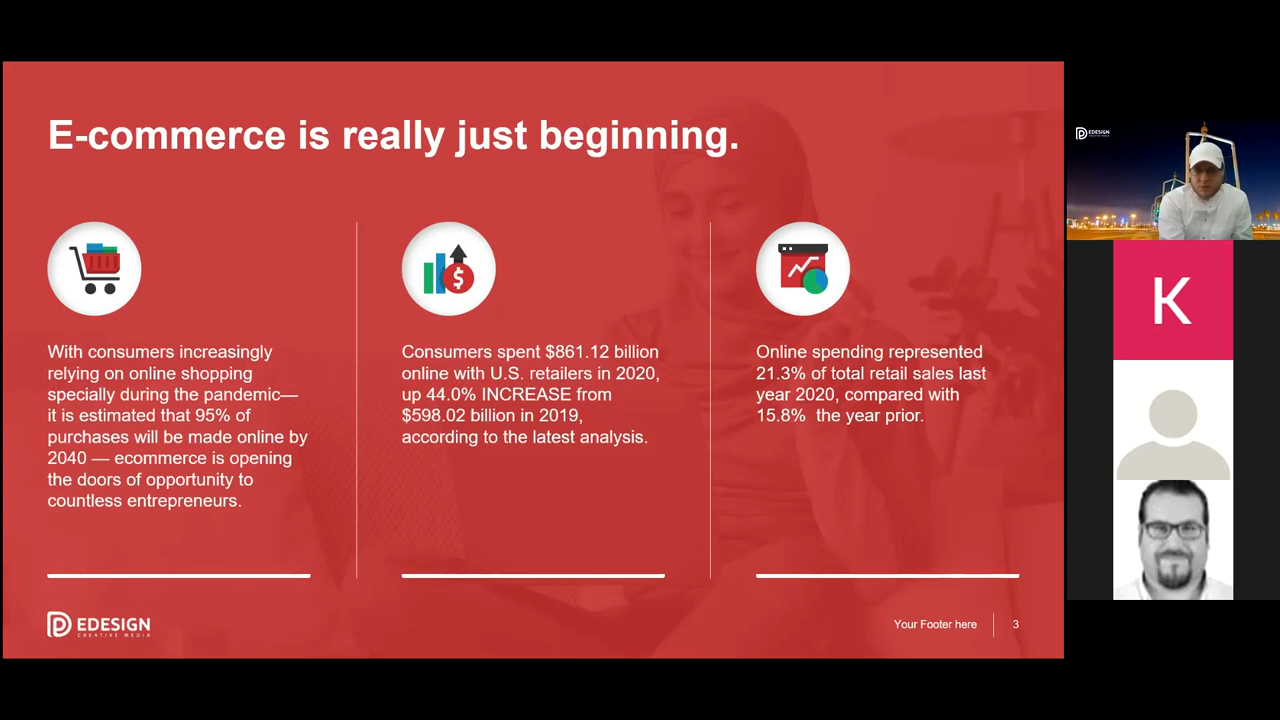 E-commerce is really just beginning.
With consumers increasingly
relying on online shopping
specially during the pandemic—
it is estimated that 95% of
purchases will be made online by
2040 — ecommerce is opening
the doors of opportunity to
countless entrepreneurs.
Consumers spent $861.12 billion
online with U.S. retailers in 2020,
up 44.0% INCREASE from
$598.02 billion in 2019,
according to the latest analysis.
Online spending represented
21.3% of total retail sales last
year 2020, compared with
15.8%  the year prior.
EDESIGN
CREATIVE MEDIA
Your Footer here
3
EDESIGN
K